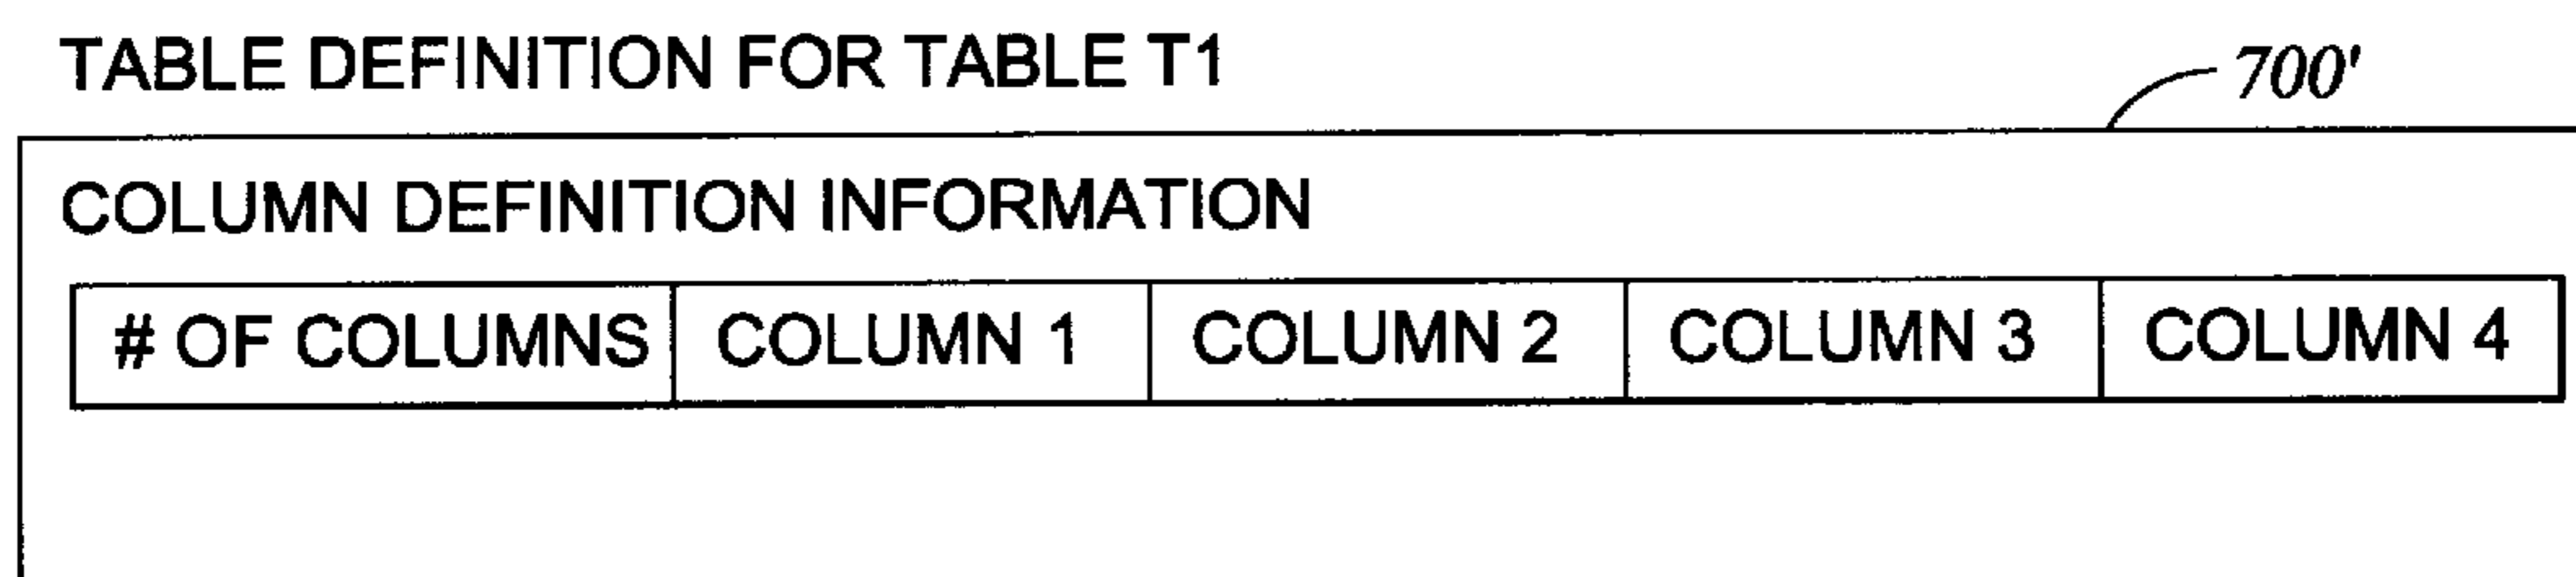 TABLE DEFINITION FOR TABLE T1
700'
COLUMN DEFINITION INFORMATION
# OF COLUMNS COLUMN 1 COLUMN 2 COLUMN 3 COLUMN 4